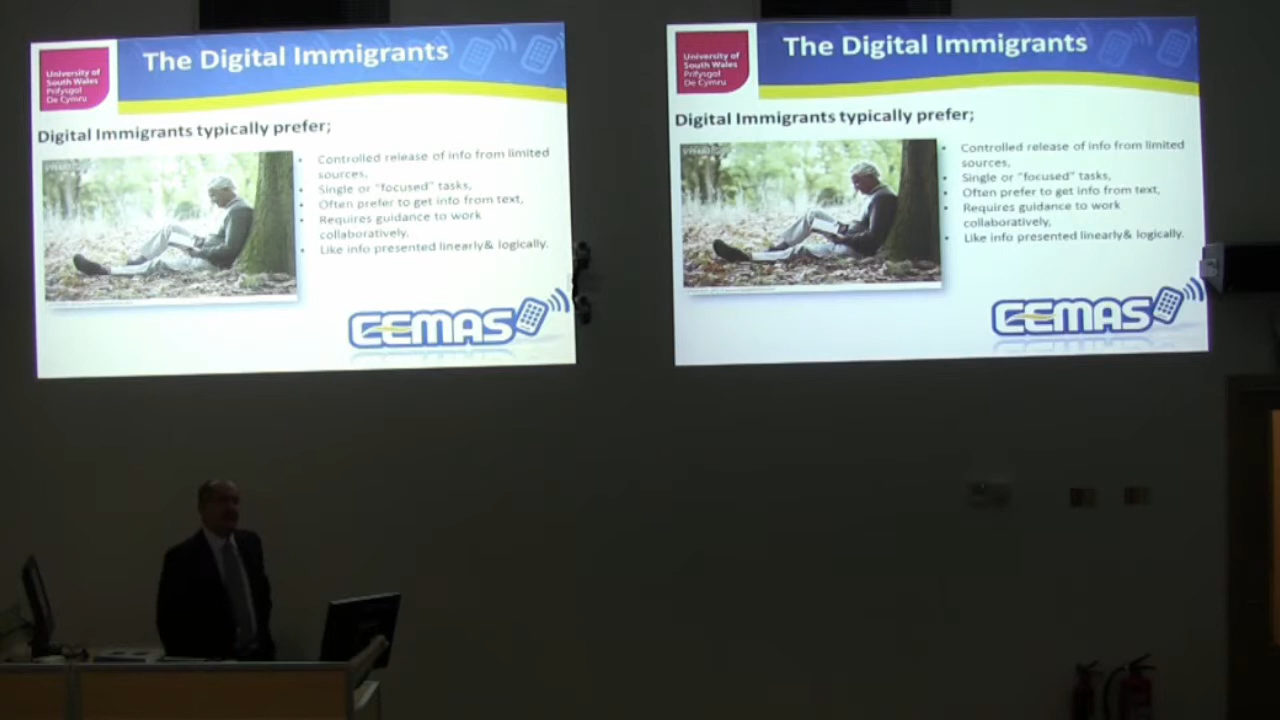 The Digital Immigrants
University of
South Wales
Prifysgol
De Cymru
Digital Immigrants typically prefer;
• Controlled release of info from limited
sources,
• Single or "focused" tasks,
• Often prefer to get info from text,
• Requires guidance to work
collaboratively,
• Like info presented linearly& logically.
CEMAS
The Digital Immigrants
University of
South Wales
Prifysgol
De Cymru
Digital Immigrants typically prefer;
• Controlled release of info from limited
sources,
• Single or "focused" tasks,
• Often prefer to get info from text,
• Requires guidance to work
collaboratively,
• Like info presented linearly& logically.
CEMAS